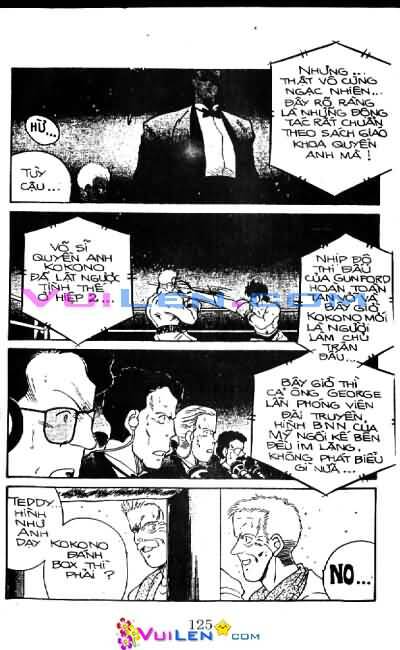 NHƯNG...
THẬT VÔ CÙNG
NGẠC NHIÊN...
ĐÂY RÕ RÀNG
LÀ NHỮNG ĐỘNG
TÁC RẤT CHUẨN
THEO SÁCH GIÁO
KHOA QUYỀN
ANH MÀ!
HỪ...
TÙY
CẬU...
VÕ SĨ
QUYỀN ANH
KOKONO
ĐÃ LẬT NGƯỢC
TÌNH THẾ
Ở HIỆP 2...
NHỊP ĐỘ
THI ĐẤU
CỦA GUNFORD
HOÀN TOÀN
TAN VỠ VÀ
BÂY GIỜ,
KOKONO MỚI
LÀ NGƯỜI
LÀM CHỦ
TRẬN
ĐẤU...
VUILEN.COM
BÂY GIỜ THÌ
CẢ ÔNG GEORGE
LẪN PHÓNG VIÊN
ĐÀI TRUYỀN
HÌNH BNN CỦA
MỸ NGỒI KẾ BÊN
ĐỀU IM LẶNG,
KHÔNG PHÁT BIỂU
GÌ NỮA...
TEDDY...
HÌNH
NHƯ
ANH
DẠY
KOKONO
ĐÁNH
BOX THÌ
PHẢI?
NO...
125
VUILEN COM